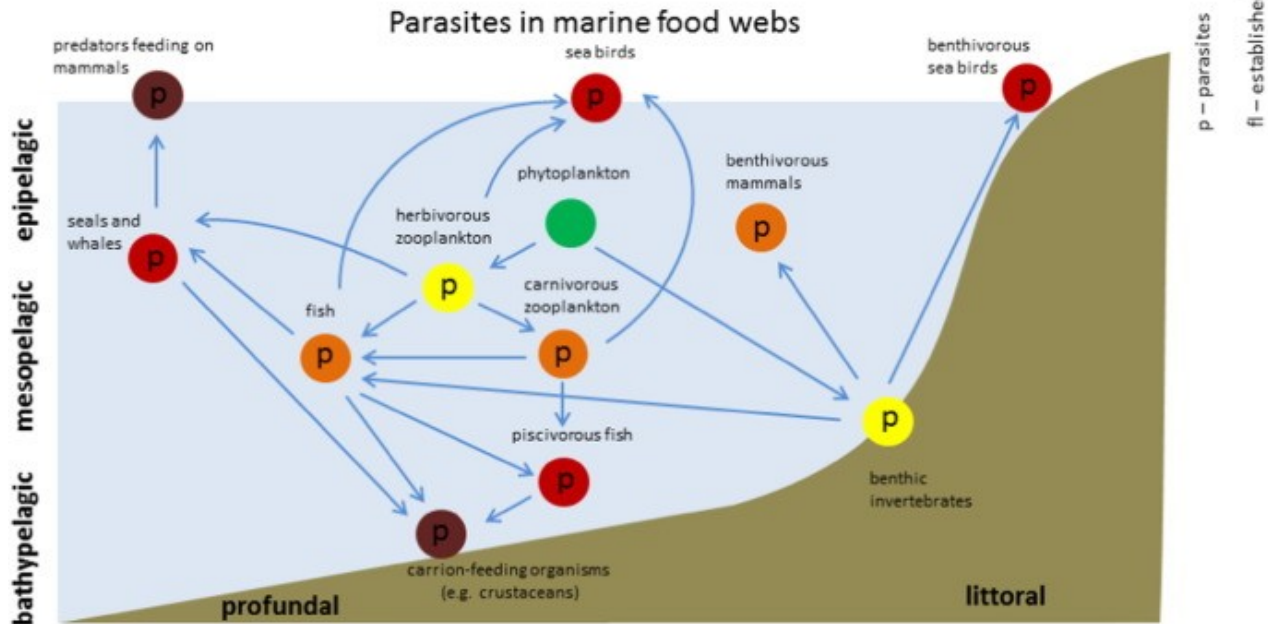 Parasites in marine food webs
predators feeding on
mammals
sea birds
benthivorous
sea birds
p
p
p
epipelagic
phytoplankton
benthivorous
mammals
seals and
whales
herbivorous
zooplankton
p
p
p
carnivorous
zooplankton
mesopelagic
fish
p
p
piscivorous fish
p
p
benthic
invertebrates
bathypelagic
p
carrion-feeding organisms
(e.g. crustaceans)
profundal
littoral
p – parasites
fl – establishe